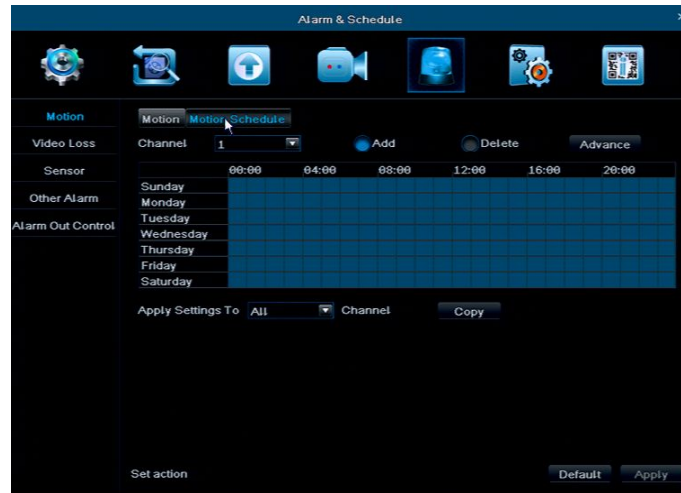 Alarm & Schedule
Motion
Video Loss
Sensor
Other Alarm
Alarm Out Control
Motion Motion Schedule
Channel 1 Add Delete Advance
00:00 04:00 08:00 12:00 16:00 20:00
Sunday
Monday
Tuesday
Wednesday
Thursday
Friday
Saturday
Apply Settings To All Channel Copy
Set action Default Apply